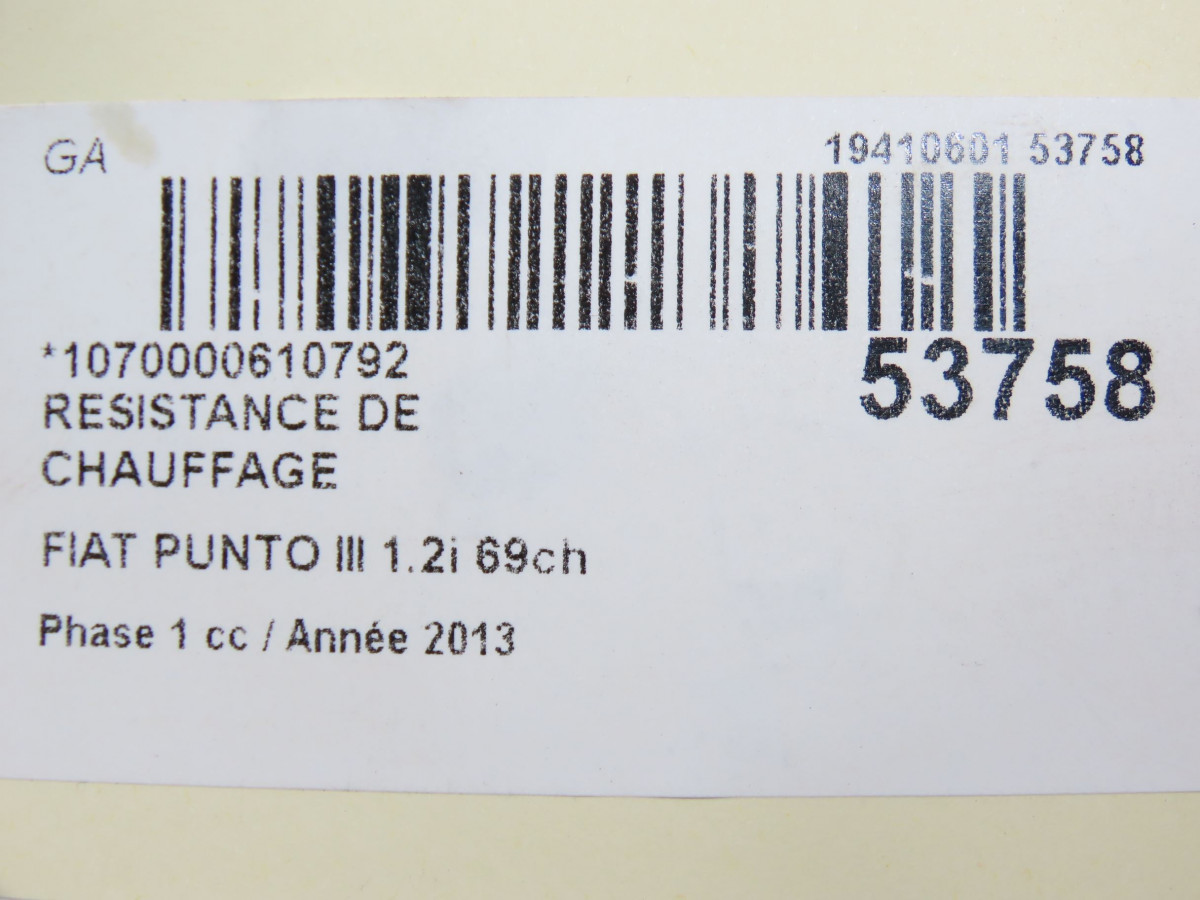 GA
19410601 53758
*1070000610792
53758
RESISTANCE DE
CHAUFFAGE
FIAT PUNTO III 1.2i 69ch
Phase 1 cc / Année 2013